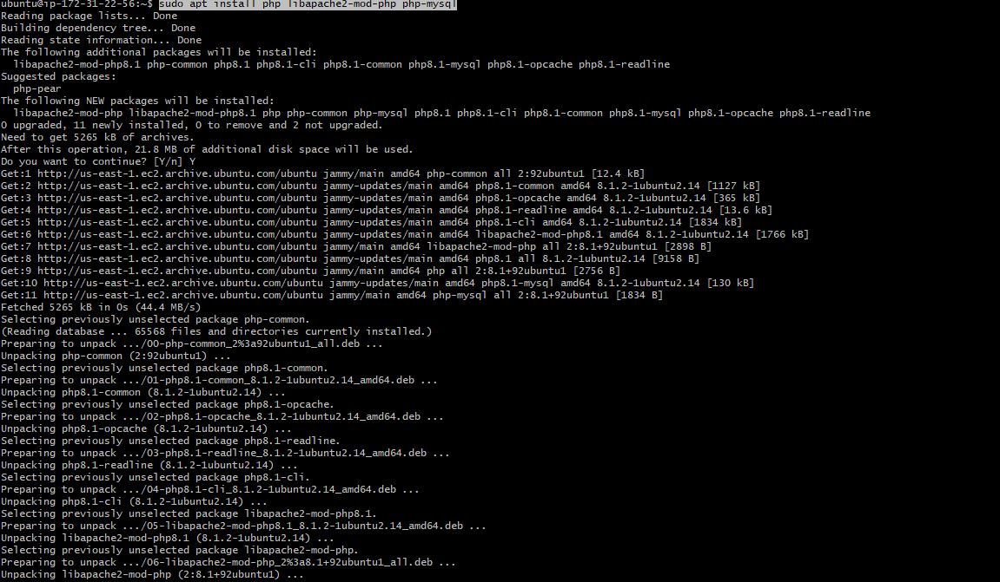 ubuntu@ip-172-31-22-56:~$ sudo apt install php libapache2-mod-php php-mysql
Reading package lists... Done
Building dependency tree... Done
Reading state information... Done
The following additional packages will be installed:
  libapache2-mod-php8.1 php-common php8.1 php8.1-cli php8.1-common php8.1-mysql php8.1-opcache php8.1-readline
Suggested packages:
  php-pear
The following NEW packages will be installed:
  libapache2-mod-php libapache2-mod-php8.1 php php-common php-mysql php8.1 php8.1-cli php8.1-common php8.1-mysql php8.1-opcache php8.1-readline
0 upgraded, 11 newly installed, 0 to remove and 2 not upgraded.
Need to get 5265 kB of archives.
After this operation, 21.8 MB of additional disk space will be used.
Do you want to continue? [Y/n] Y
Get:1 http://us-east-1.ec2.archive.ubuntu.com/ubuntu jammy/main amd64 php-common all 2:92ubuntu1 [12.4 kB]
Get:2 http://us-east-1.ec2.archive.ubuntu.com/ubuntu jammy-updates/main amd64 php8.1-common amd64 8.1.2-1ubuntu2.14 [1127 kB]
Get:3 http://us-east-1.ec2.archive.ubuntu.com/ubuntu jammy-updates/main amd64 php8.1-opcache amd64 8.1.2-1ubuntu2.14 [365 kB]
Get:4 http://us-east-1.ec2.archive.ubuntu.com/ubuntu jammy-updates/main amd64 php8.1-readline amd64 8.1.2-1ubuntu2.14 [13.6 kB]
Get:5 http://us-east-1.ec2.archive.ubuntu.com/ubuntu jammy-updates/main amd64 php8.1-cli amd64 8.1.2-1ubuntu2.14 [1834 kB]
Get:6 http://us-east-1.ec2.archive.ubuntu.com/ubuntu jammy-updates/main amd64 libapache2-mod-php8.1 amd64 8.1.2-1ubuntu2.14 [1766 kB]
Get:7 http://us-east-1.ec2.archive.ubuntu.com/ubuntu jammy/main amd64 libapache2-mod-php all 2:8.1+92ubuntu1 [2898 B]
Get:8 http://us-east-1.ec2.archive.ubuntu.com/ubuntu jammy-updates/main amd64 php8.1 all 8.1.2-1ubuntu2.14 [9158 B]
Get:9 http://us-east-1.ec2.archive.ubuntu.com/ubuntu jammy/main amd64 php all 2:8.1+92ubuntu1 [2756 B]
Get:10 http://us-east-1.ec2.archive.ubuntu.com/ubuntu jammy-updates/main amd64 php8.1-mysql amd64 8.1.2-1ubuntu2.14 [130 kB]
Get:11 http://us-east-1.ec2.archive.ubuntu.com/ubuntu jammy/main amd64 php-mysql all 2:8.1+92ubuntu1 [1834 B]
Fetched 5265 kB in 0s (44.4 MB/s)
Selecting previously unselected package php-common.
(Reading database ... 65568 files and directories currently installed.)
Preparing to unpack .../00-php-common_2%3a92ubuntu1_all.deb ...
Unpacking php-common (2:92ubuntu1) ...
Selecting previously unselected package php8.1-common.
Preparing to unpack .../01-php8.1-common_8.1.2-1ubuntu2.14_amd64.deb ...
Unpacking php8.1-common (8.1.2-1ubuntu2.14) ...
Selecting previously unselected package php8.1-opcache.
Preparing to unpack .../02-php8.1-opcache_8.1.2-1ubuntu2.14_amd64.deb ...
Unpacking php8.1-opcache (8.1.2-1ubuntu2.14) ...
Selecting previously unselected package php8.1-readline.
Preparing to unpack .../03-php8.1-readline_8.1.2-1ubuntu2.14_amd64.deb ...
Unpacking php8.1-readline (8.1.2-1ubuntu2.14) ...
Selecting previously unselected package php8.1-cli.
Preparing to unpack .../04-php8.1-cli_8.1.2-1ubuntu2.14_amd64.deb ...
Unpacking php8.1-cli (8.1.2-1ubuntu2.14) ...
Selecting previously unselected package libapache2-mod-php8.1.
Preparing to unpack .../05-libapache2-mod-php8.1_8.1.2-1ubuntu2.14_amd64.deb ...
Unpacking libapache2-mod-php8.1 (8.1.2-1ubuntu2.14) ...
Selecting previously unselected package libapache2-mod-php.
Preparing to unpack .../06-libapache2-mod-php_2%3a8.1+92ubuntu1_all.deb ...
Unpacking libapache2-mod-php (2:8.1+92ubuntu1) ...